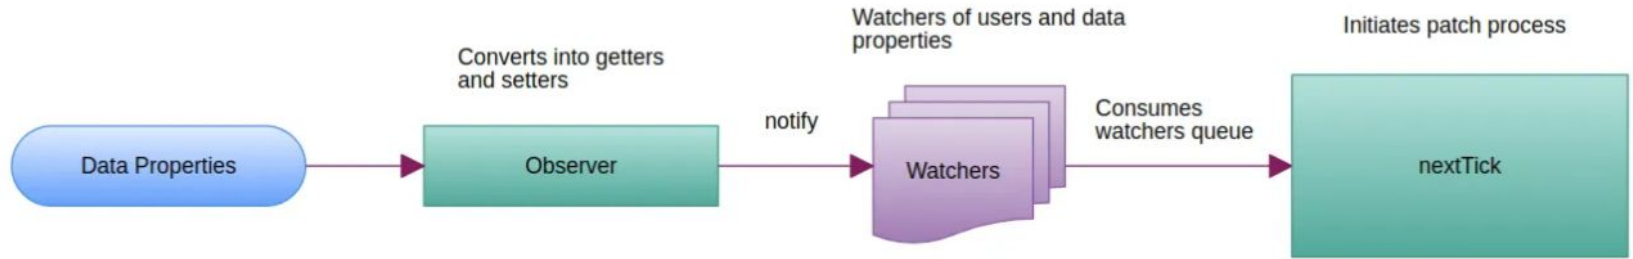 Watchers of users and data
properties
Initiates patch process
Converts into getters
and setters
notify
Consumes
watchers queue
Data Properties
Observer
Watchers
nextTick